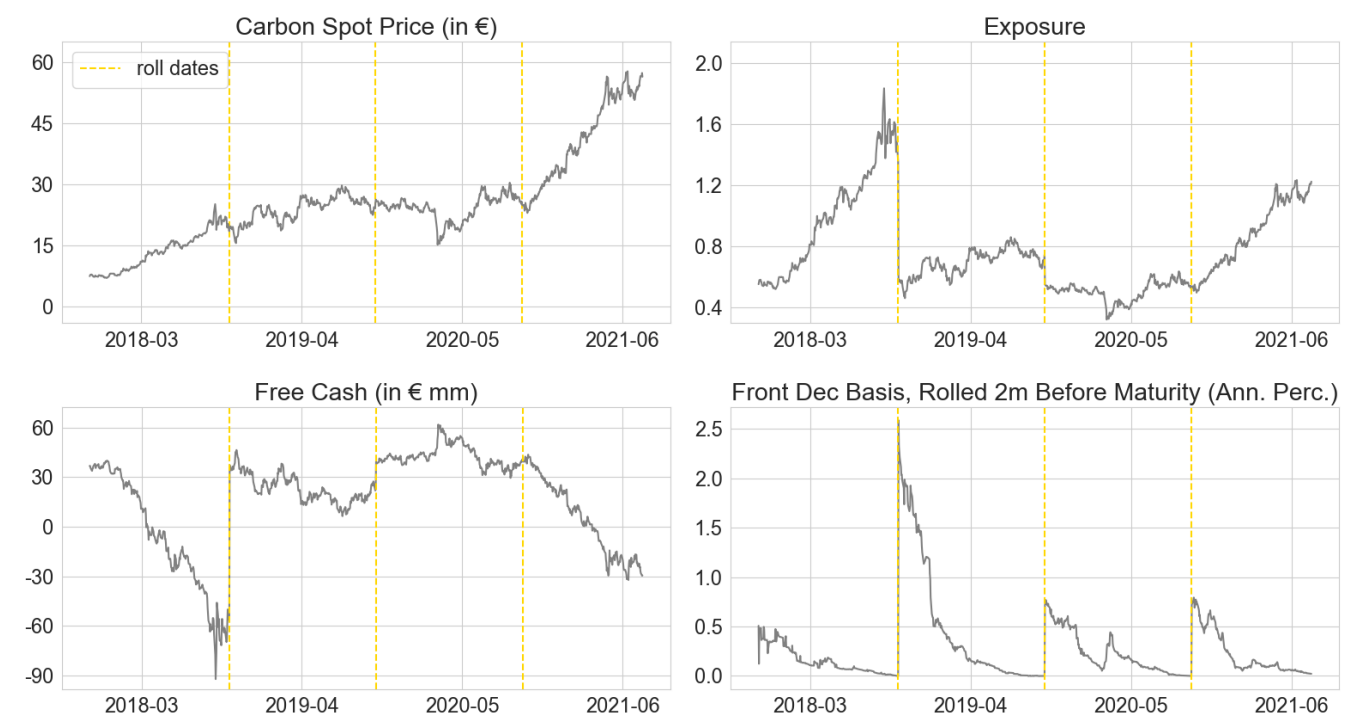 Carbon Spot Price (in €)
roll dates
60
45
30
15
0
2018-03 2019-04 2020-05 2021-06
Exposure
2.0
1.6
1.2
0.8
0.4
2018-03 2019-04 2020-05 2021-06
Free Cash (in € mm)
60
30
0
-30
-60
-90
2018-03 2019-04 2020-05 2021-06
Front Dec Basis, Rolled 2m Before Maturity (Ann. Perc.)
2.5
2.0
1.5
1.0
0.5
0.0
2018-03 2019-04 2020-05 2021-06